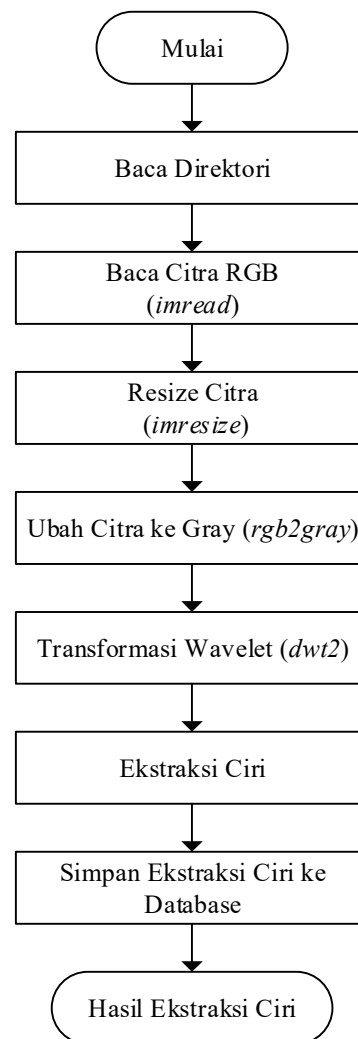 Mulai
Baca Direktori
Baca Citra RGB
(imread)
Resize Citra
(imresize)
Ubah Citra ke Gray (rgb2gray)
Transformasi Wavelet (dwt2)
Ekstraksi Ciri
Simpan Ekstraksi Ciri ke
Database
Hasil Ekstraksi Ciri